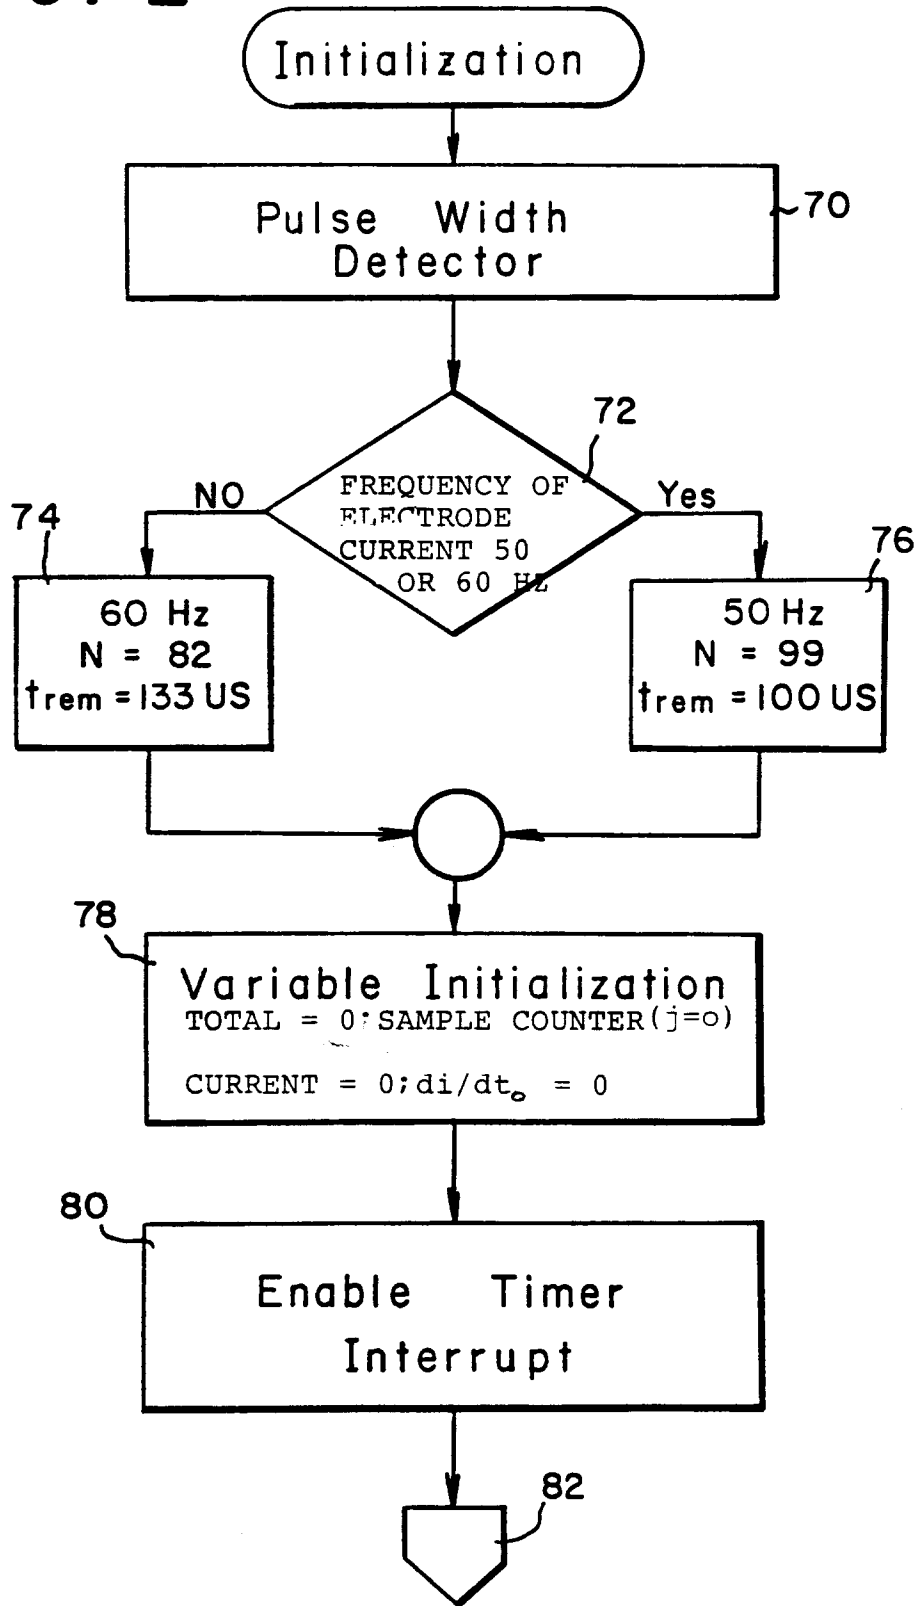 Initialization
Pulse Width
Detector
70
72
FREQUENCY OF
ELECTRODE
CURRENT 50
OR 60 HZ
NO
Yes
74
60 Hz
N = 82
trem = 133 US
76
50 Hz
N = 99
trem = 100 US
78
Variable Initialization
TOTAL = 0; SAMPLE COUNTER (j=o)
CURRENT = 0; di/dto = 0
80
Enable Timer
Interrupt
82